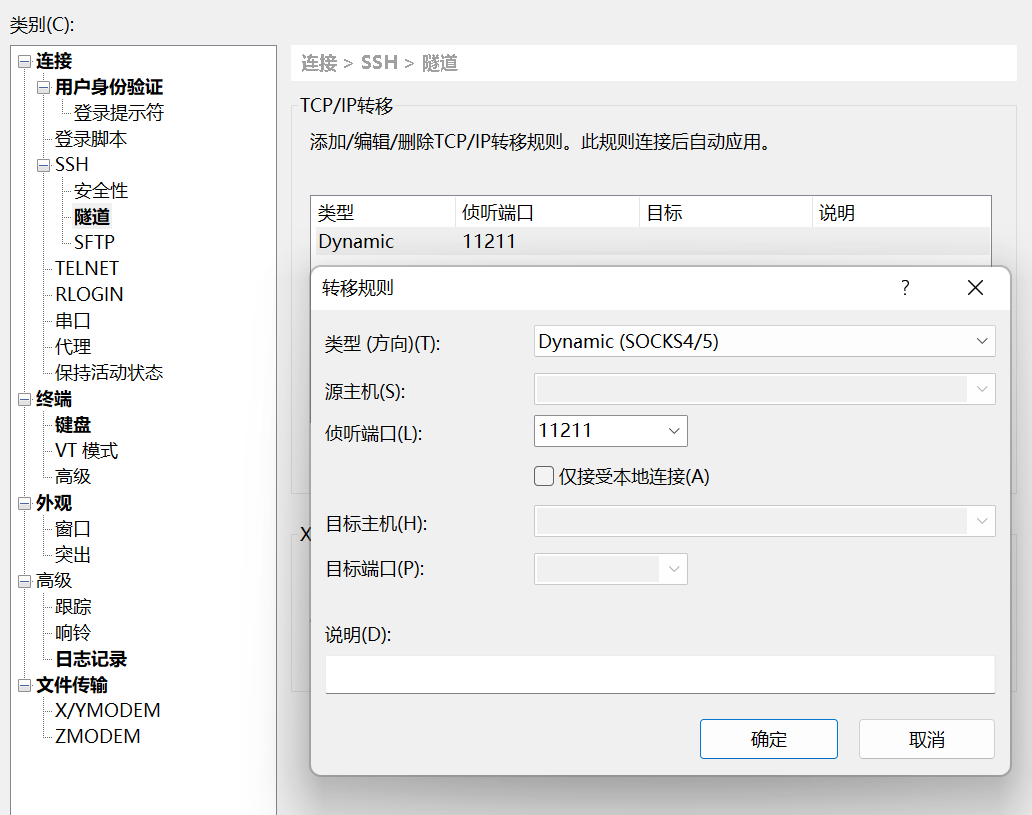 类别(C):
连接
用户身份验证
登录提示符
登录脚本
SSH
安全性
隧道
SFTP
TELNET
RLOGIN
串口
代理
保持活动状态
终端
键盘
VT 模式
高级
外观
窗口
突出
高级
跟踪
响铃
日志记录
文件传输
X/YMODEM
ZMODEM
连接 > SSH > 隧道
TCP/IP转移
添加/编辑/删除TCP/IP转移规则。此规则连接后自动应用。
类型 侦听端口 目标 说明
Dynamic 11211
X
转移规则 ?
类型 (方向)(T): Dynamic (SOCKS4/5)
源主机(S):
侦听端口(L): 11211
仅接受本地连接(A)
目标主机(H):
目标端口(P):
说明(D):
确定 取消